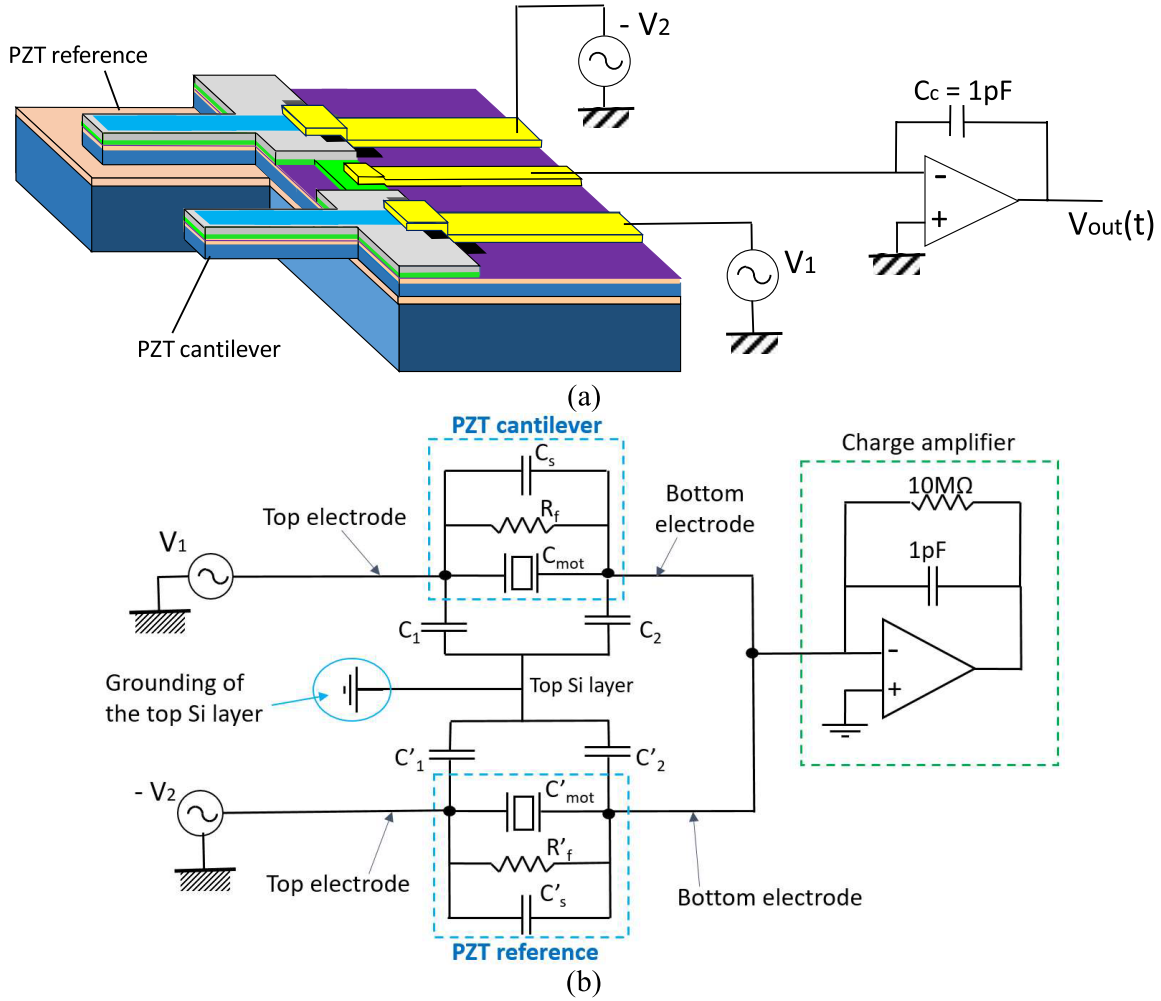 PZT reference
- V2
Cc = 1pF
-
+
Vout(t)
V1
PZT cantilever
(a)
PZT cantilever
Charge amplifier
Cs
10MΩ
Top electrode
Rf
Bottom
electrode
V1
Cmot
1pF
C1
C2
-
+
Grounding of
the top Si layer
Top Si layer
C'1
C'2
- V2
C'mot
R'f
Top electrode
C's
Bottom electrode
PZT reference
(b)